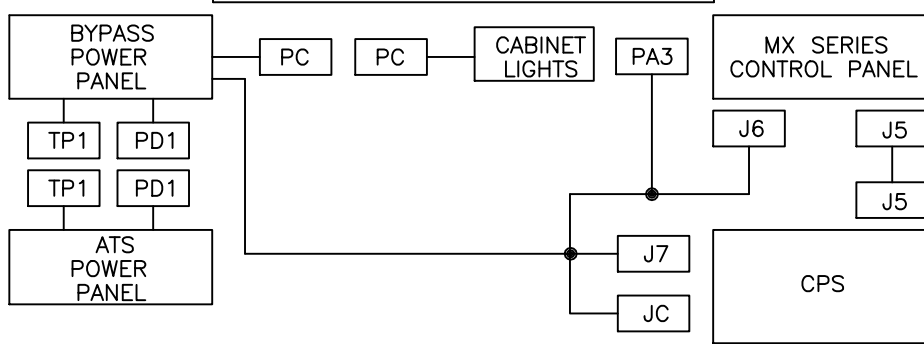 BYPASS
POWER
PANEL
PC
PC
CABINET
LIGHTS
PA3
MX SERIES
CONTROL PANEL
TP1
PD1
J6
J5
TP1
PD1
J5
ATS
POWER
PANEL
J7
CPS
JC